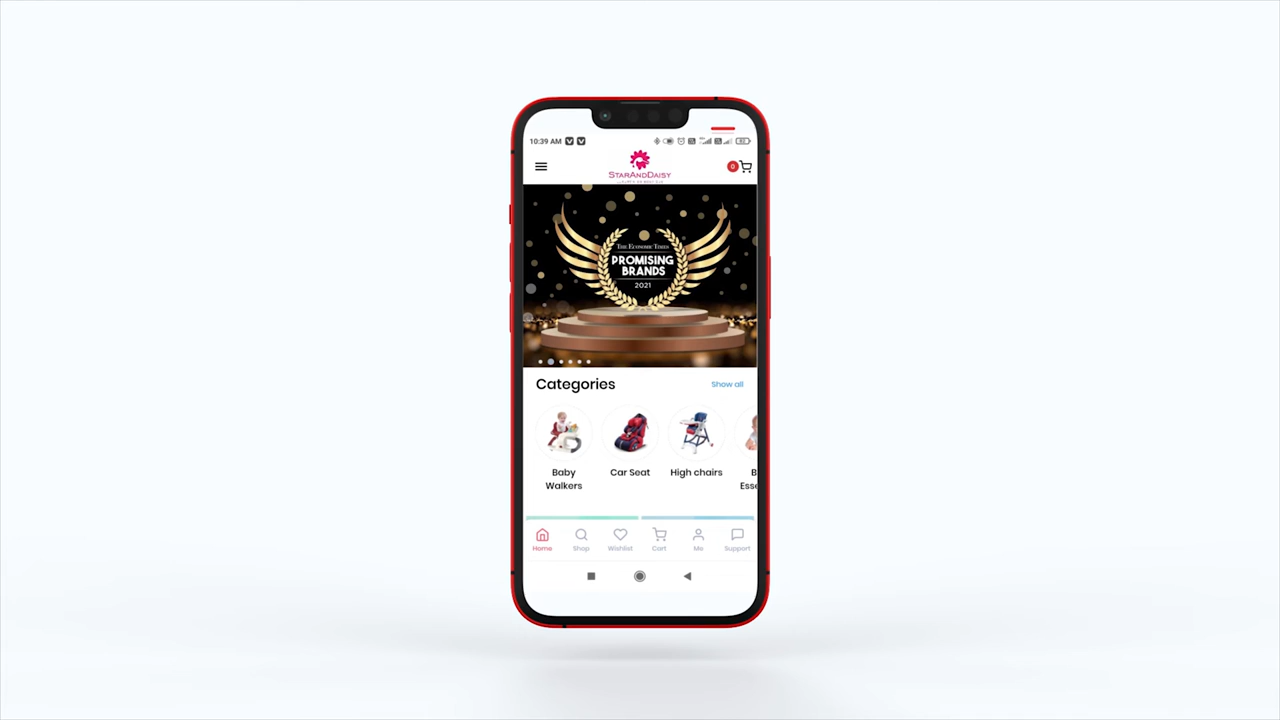 10:39 AM
STARANDDAISY
0
THE ECONOMIC TIMES
PROMISING
BRANDS
2021
Categories
Show all
Baby
Walkers
Car Seat
High chairs
Home
Shop
Wishlist
Cart
Me
Support